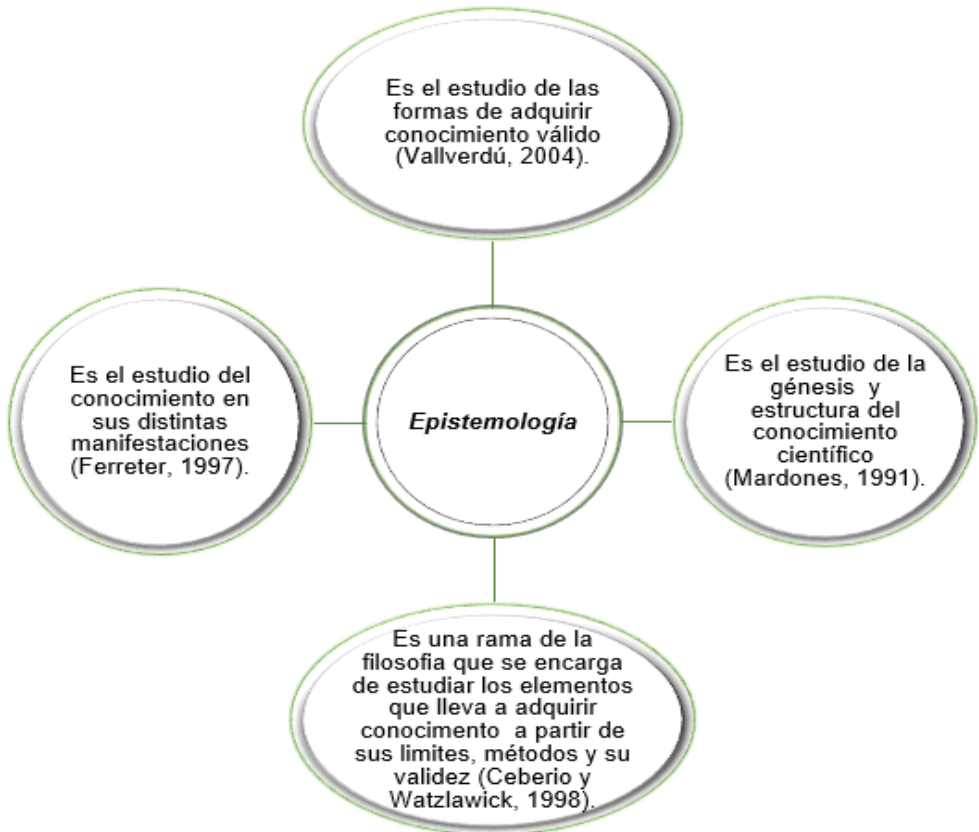 Es el estudio de las
formas de adquirir
conocimiento válido
(Vallverdú, 2004).
Es el estudio del
conocimiento en
sus distintas
manifestaciones
(Ferreter, 1997).
Epistemología
Es el estudio de la
génesis y
estructura del
conocimiento
científico
(Mardones, 1991).
Es una rama de la
filosofia que se encarga
de estudiar los elementos
que lleva a adquirir
conocimento a partir de
sus limites, métodos y su
validez (Ceberio y
Watzlawick, 1998).